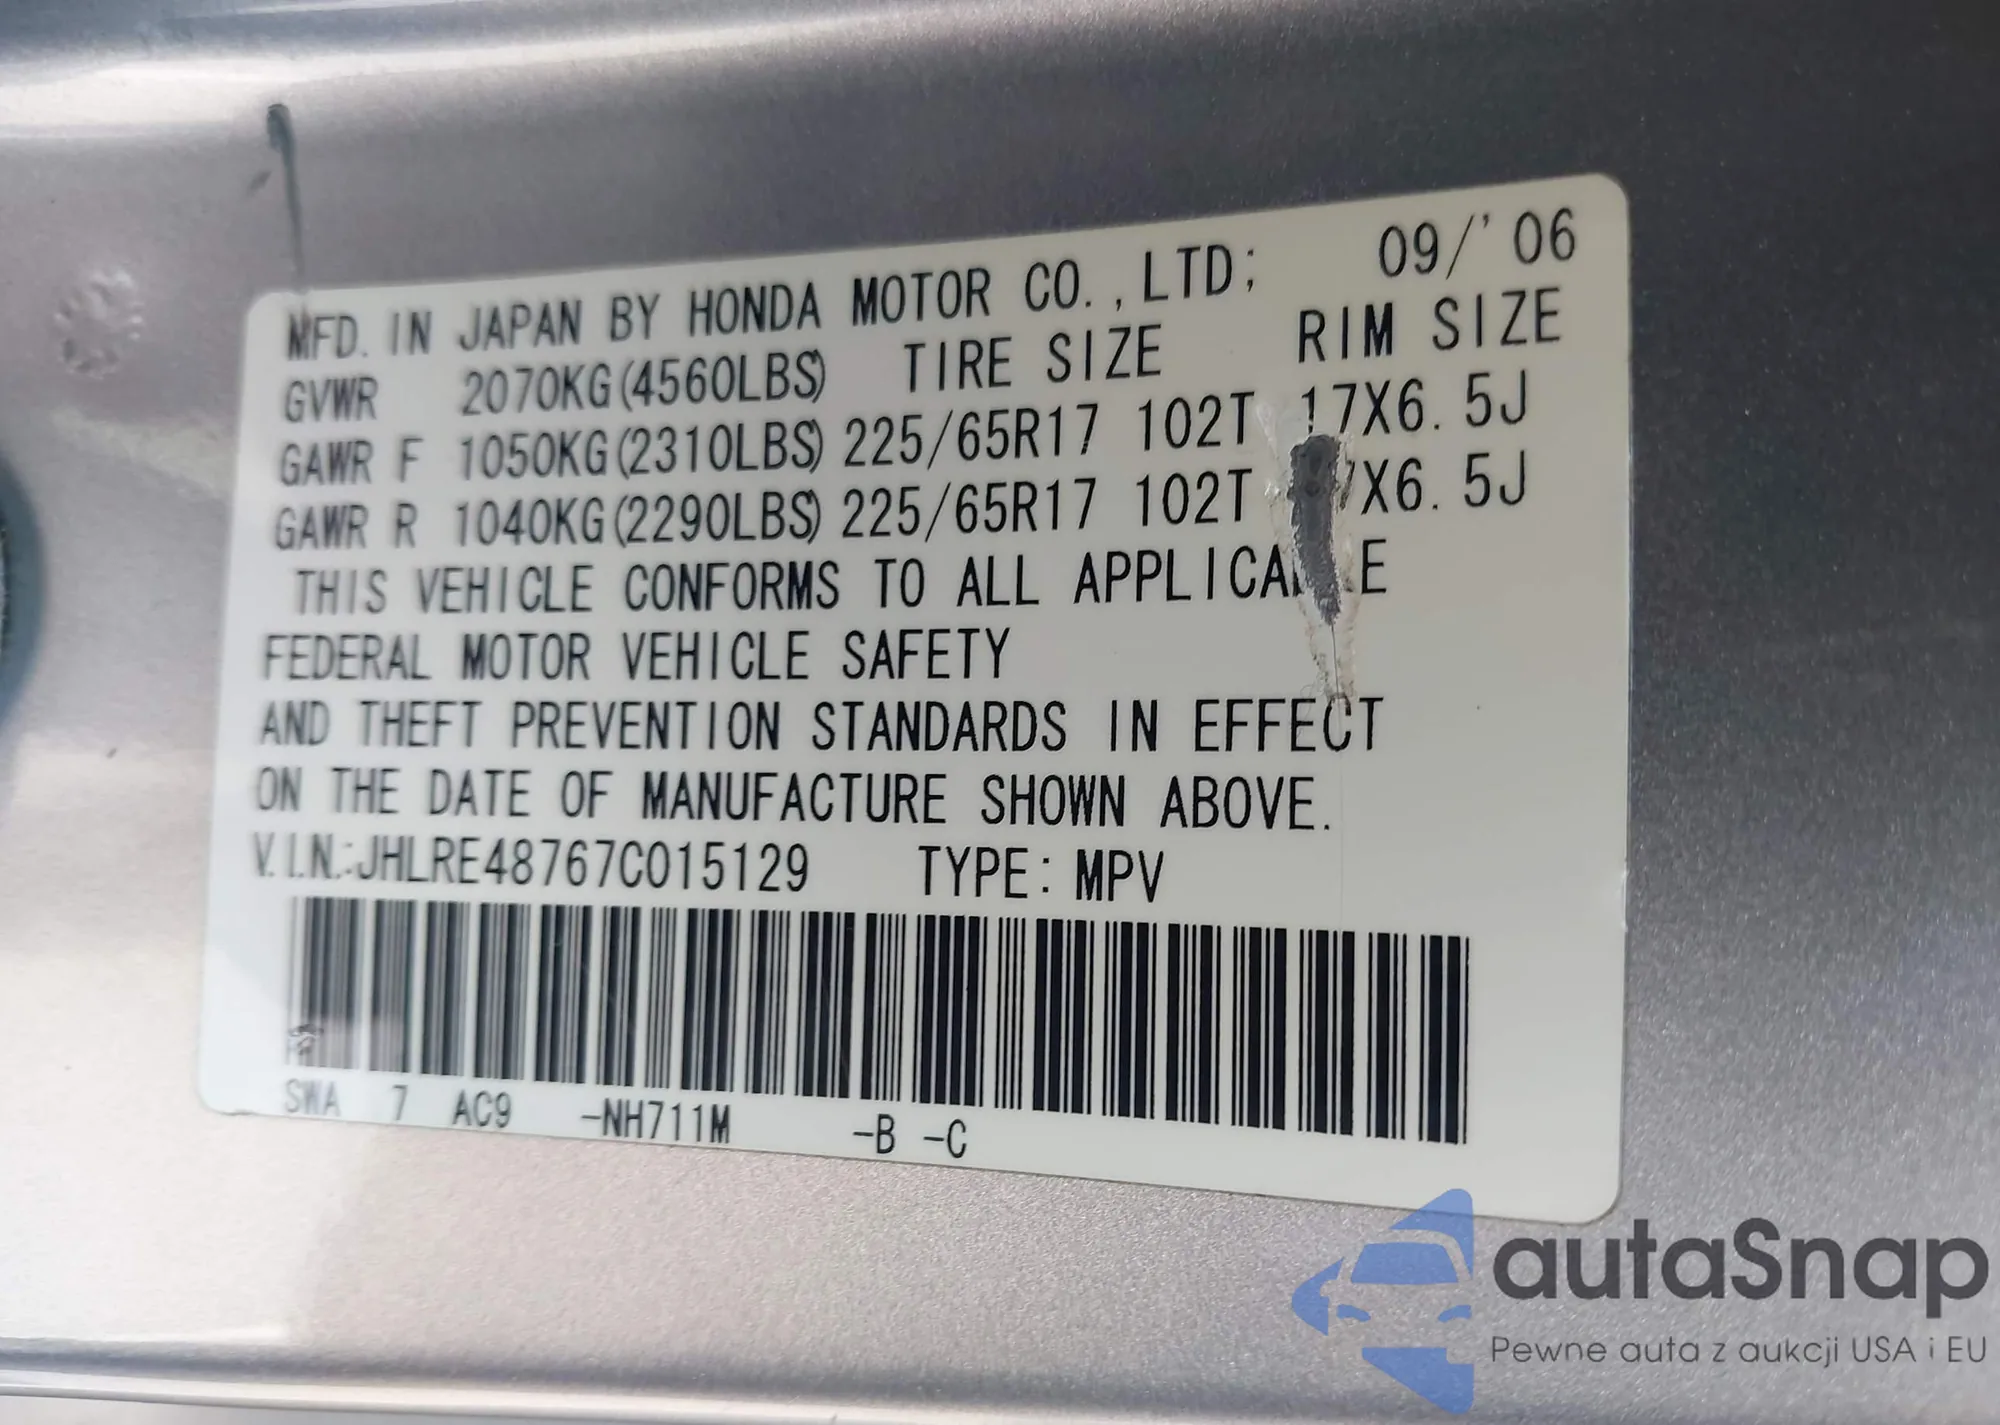 MFD. IN JAPAN BY HONDA MOTOR CO., LTD; 09/'06
GVWR 2070KG(4560LBS) TIRE SIZE RIM SIZE
GAWR F 1050KG(2310LBS) 225/65R17 102T 17X6.5J
GAWR R 1040KG(2290LBS) 225/65R17 102T 7X6.5J
THIS VEHICLE CONFORMS TO ALL
FEDERAL MOTOR VEHICLE SAFETY
AND THEFT PREVENTION STANDARDS IN EFFECT
ON THE DATE OF MANUFACTURE SHOWN ABOVE.
V.I.N.:JHLRE48767C015129 TYPE: MPV
SWA 7 AC9 -NH711M -B -C
autaSnap
Pewne auta z aukcji USA i EU